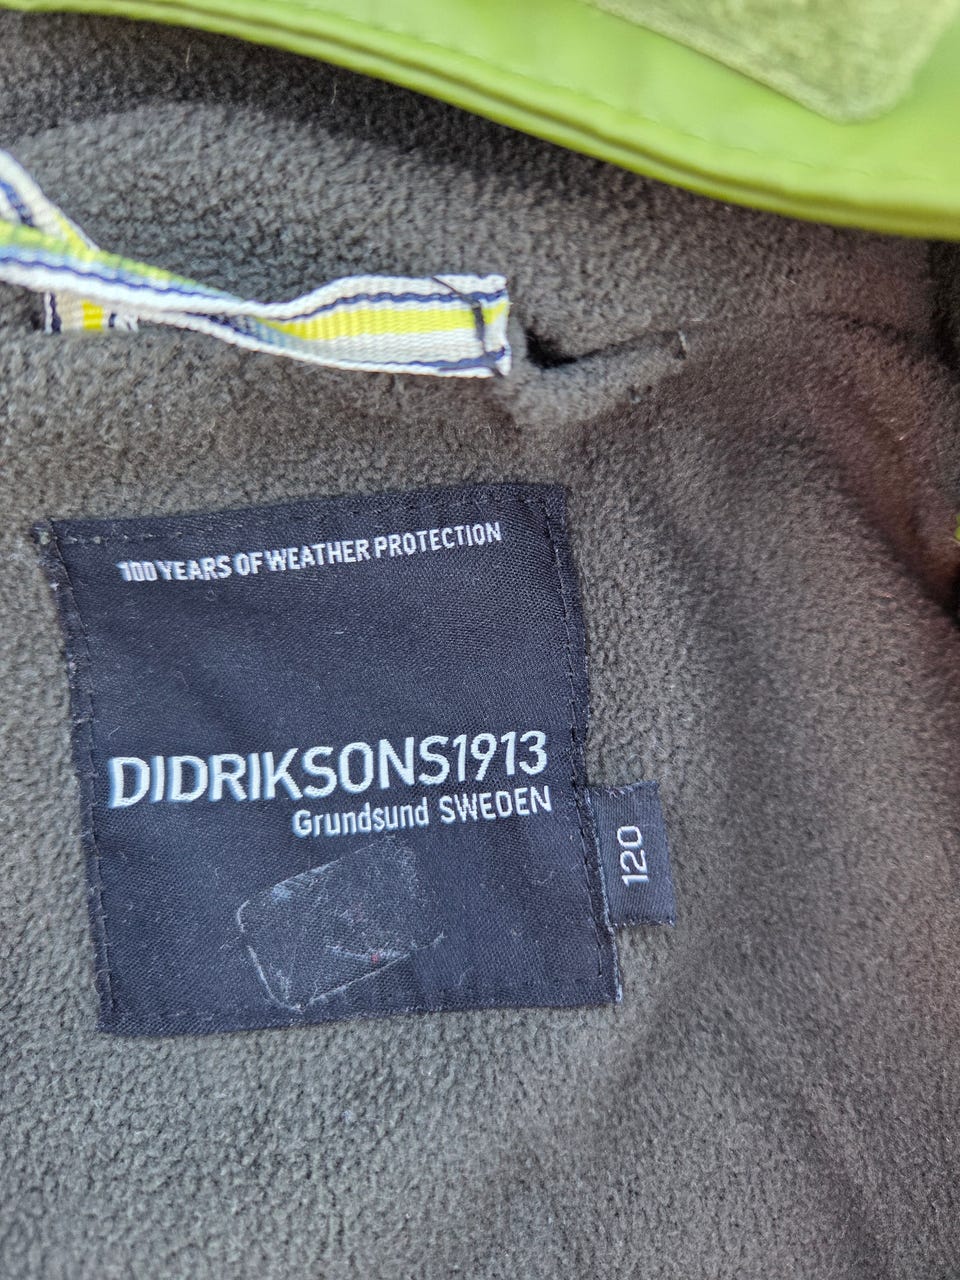 100 YEARS OF WEATHER PROTECTION
DIDRIKSONS1913
Grundsund SWEDEN
120